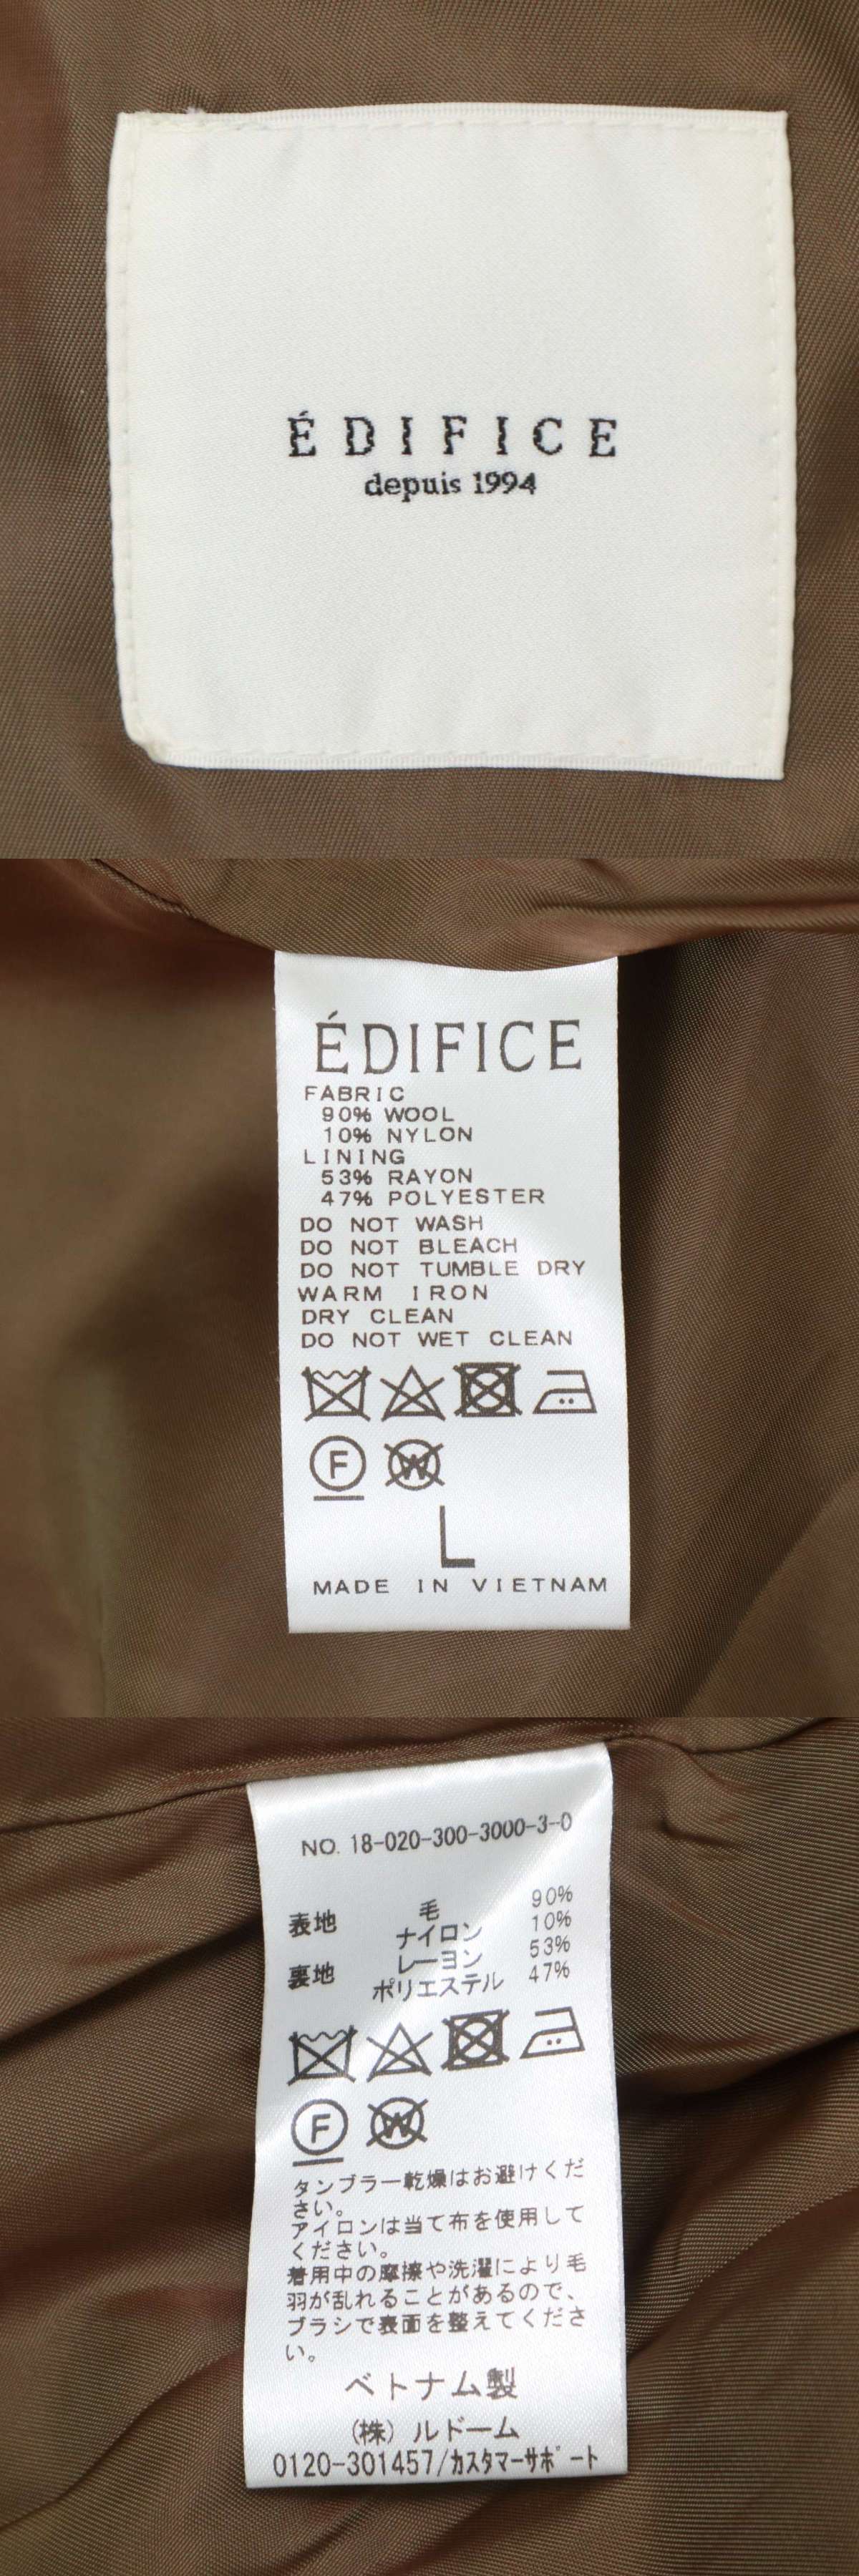 ÉDIFICE
depuis 1994
ÉDIFICE
FABRIC
90% WOOL
10% NYLON
LINING
53% RAYON
47% POLYESTER
DO NOT WASH
DO NOT BLEACH
DO NOT TUMBLE DRY
WARM IRON
DRY CLEAN
DO NOT WET CLEAN
F W
L
MADE IN VIETNAM
NO. 18-020-300-3000-3-0
表地 毛 90%
ナイロン 10%
裏地 レーヨン 53%
ポリエステル 47%
F W
タンブラー乾燥はお避けくだ
さい。
アイロンは当て布を使用して
ください。
着用中の摩擦や洗濯により毛
羽が乱れることがあるので、
ブラシで表面を整えてくださ
い。
ベトナム製
(株) ルドーム
0120-301457/カスタマーサポート